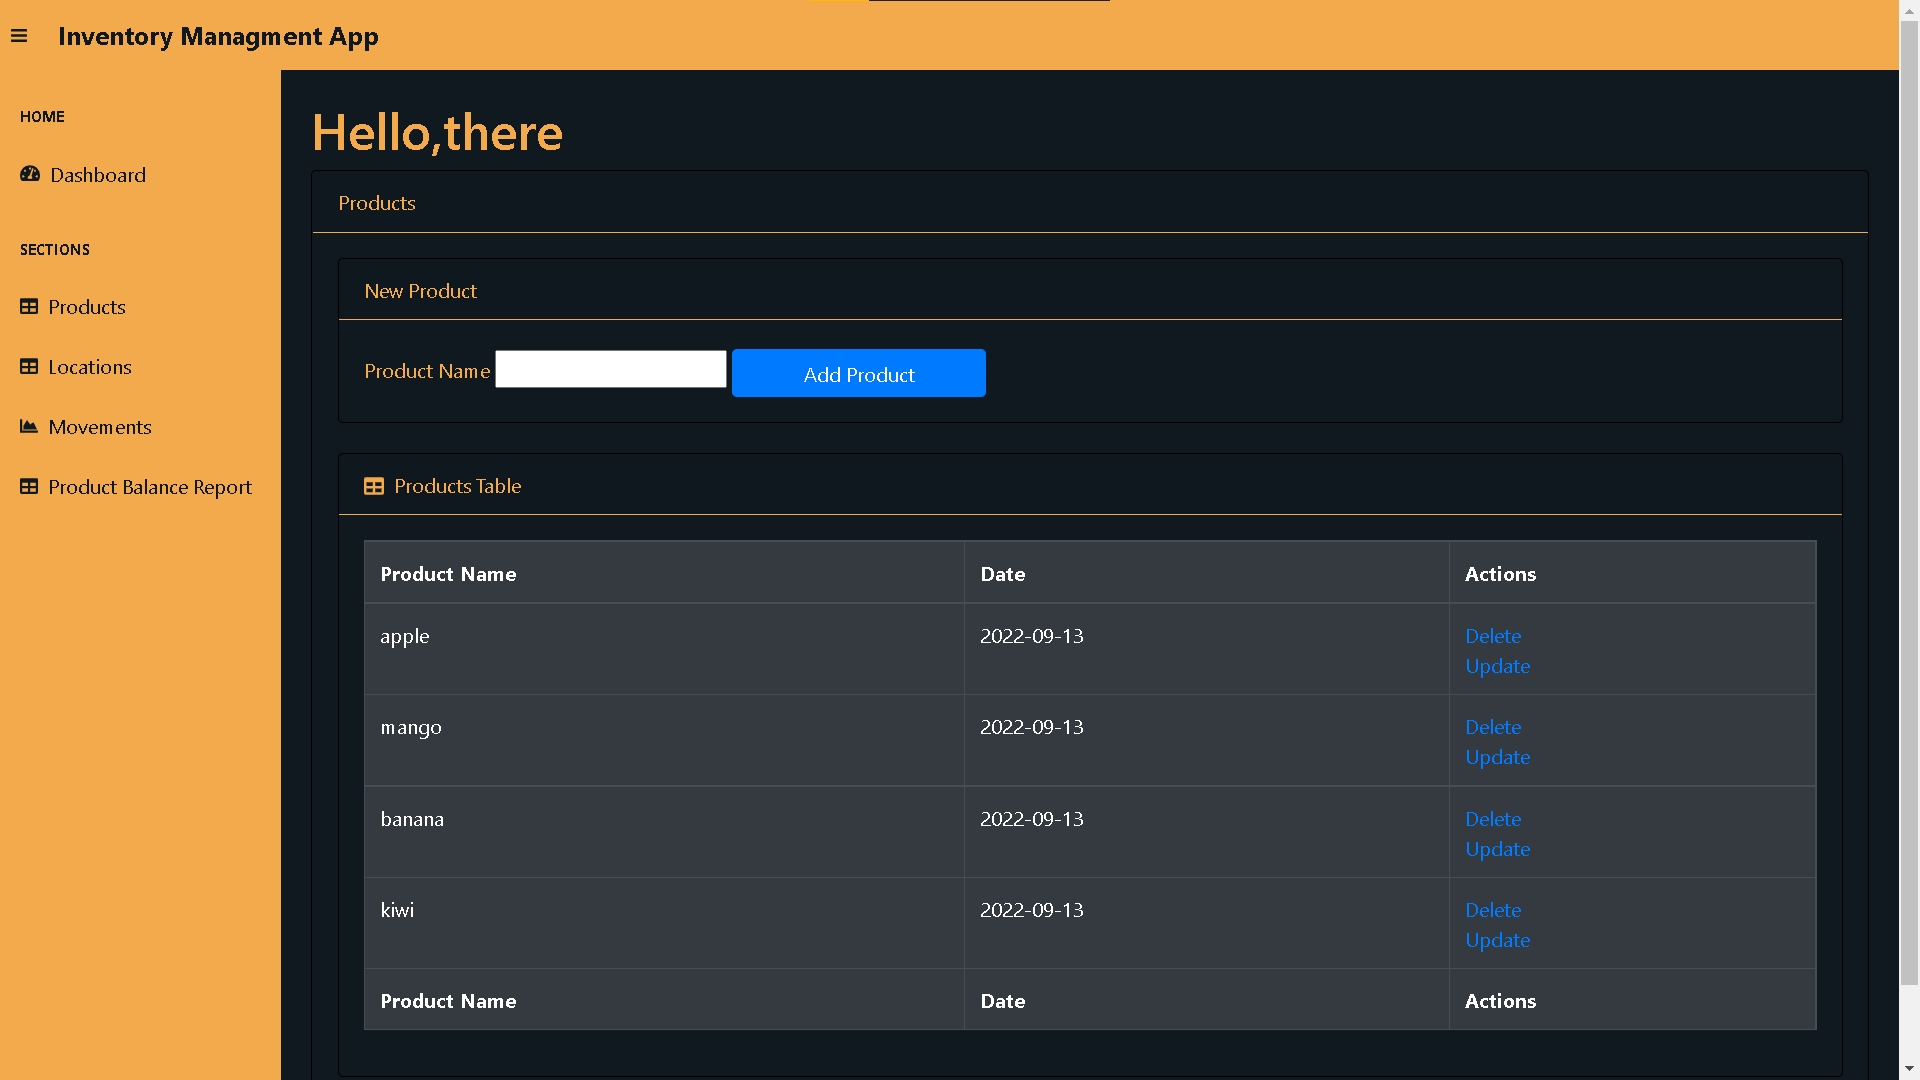 Inventory Managment App
HOME
Dashboard
SECTIONS
Products
Locations
Movements
Product Balance Report
Hello,there
Products
New Product
Product Name Add Product
Products Table
Product Name Date Actions
apple 2022-09-13 Delete
Update
mango 2022-09-13 Delete
Update
banana 2022-09-13 Delete
Update
kiwi 2022-09-13 Delete
Update
Product Name Date Actions